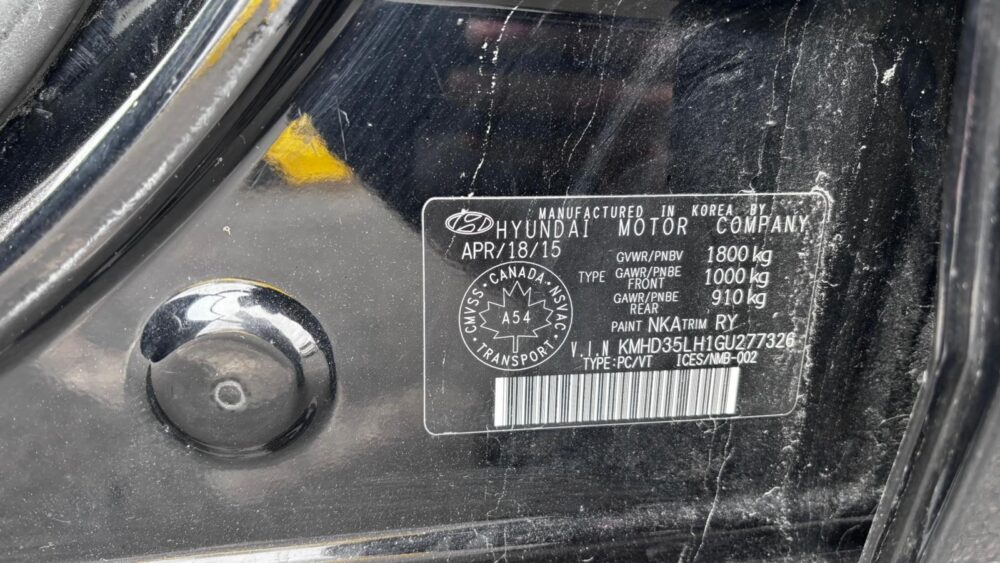 MANUFACTURED IN KOREA BY
HYUNDAI MOTOR COMPANY
APR/18/15
GVWR/PNBV 1800 kg
TYPE GAWR/PNBE FRONT 1000 kg
GAWR/PNBE REAR 910 kg
PAINT NKA TRIM RY
CANADA · NSVAC · TRANSPORT · CMVSS ·
A54
V.I.N KMHD35LH1GU277326
TYPE:PC/VT ICES/NMB-002